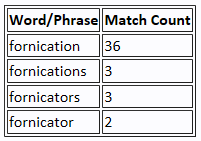 Word/Phrase Match Count
fornication 36
fornications 3
fornicators 3
fornicator 2